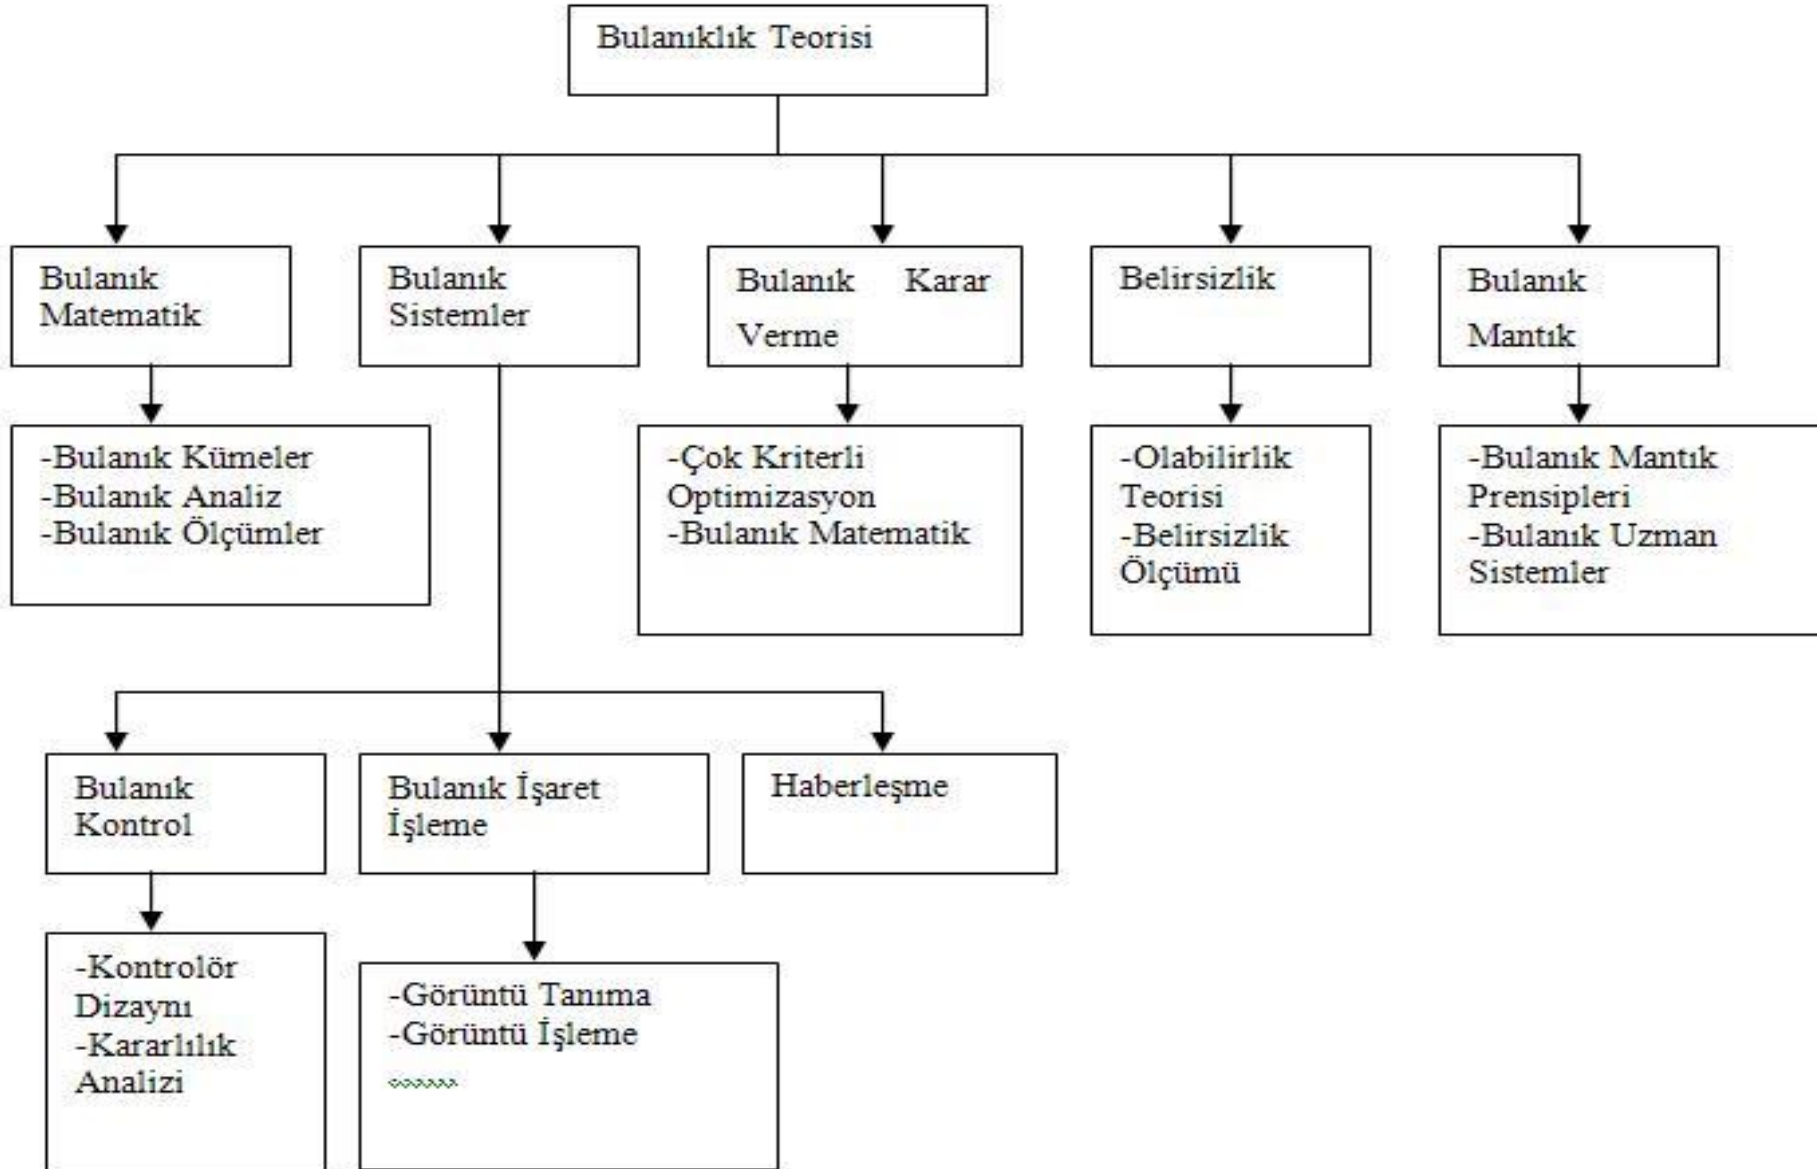 Bulanıklık Teorisi
Bulanık
Matematik
Bulanık
Sistemler
Bulanık Karar
Verme
Belirsizlik
Bulanık
Mantık
-Bulanık Kümeler
-Bulanık Analiz
-Bulanık Ölçümler
-Çok Kriterli
Optimizasyon
-Bulanık Matematik
-Olabilirlik
Teorisi
-Belirsizlik
Ölçümü
-Bulanık Mantık
Prensipleri
-Bulanık Uzman
Sistemler
Bulanık
Kontrol
Bulanık İşaret
İşleme
Haberleşme
-Kontrolör
Dizaynı
-Kararlılık
Analizi
-Görüntü Tanıma
-Görüntü İşleme